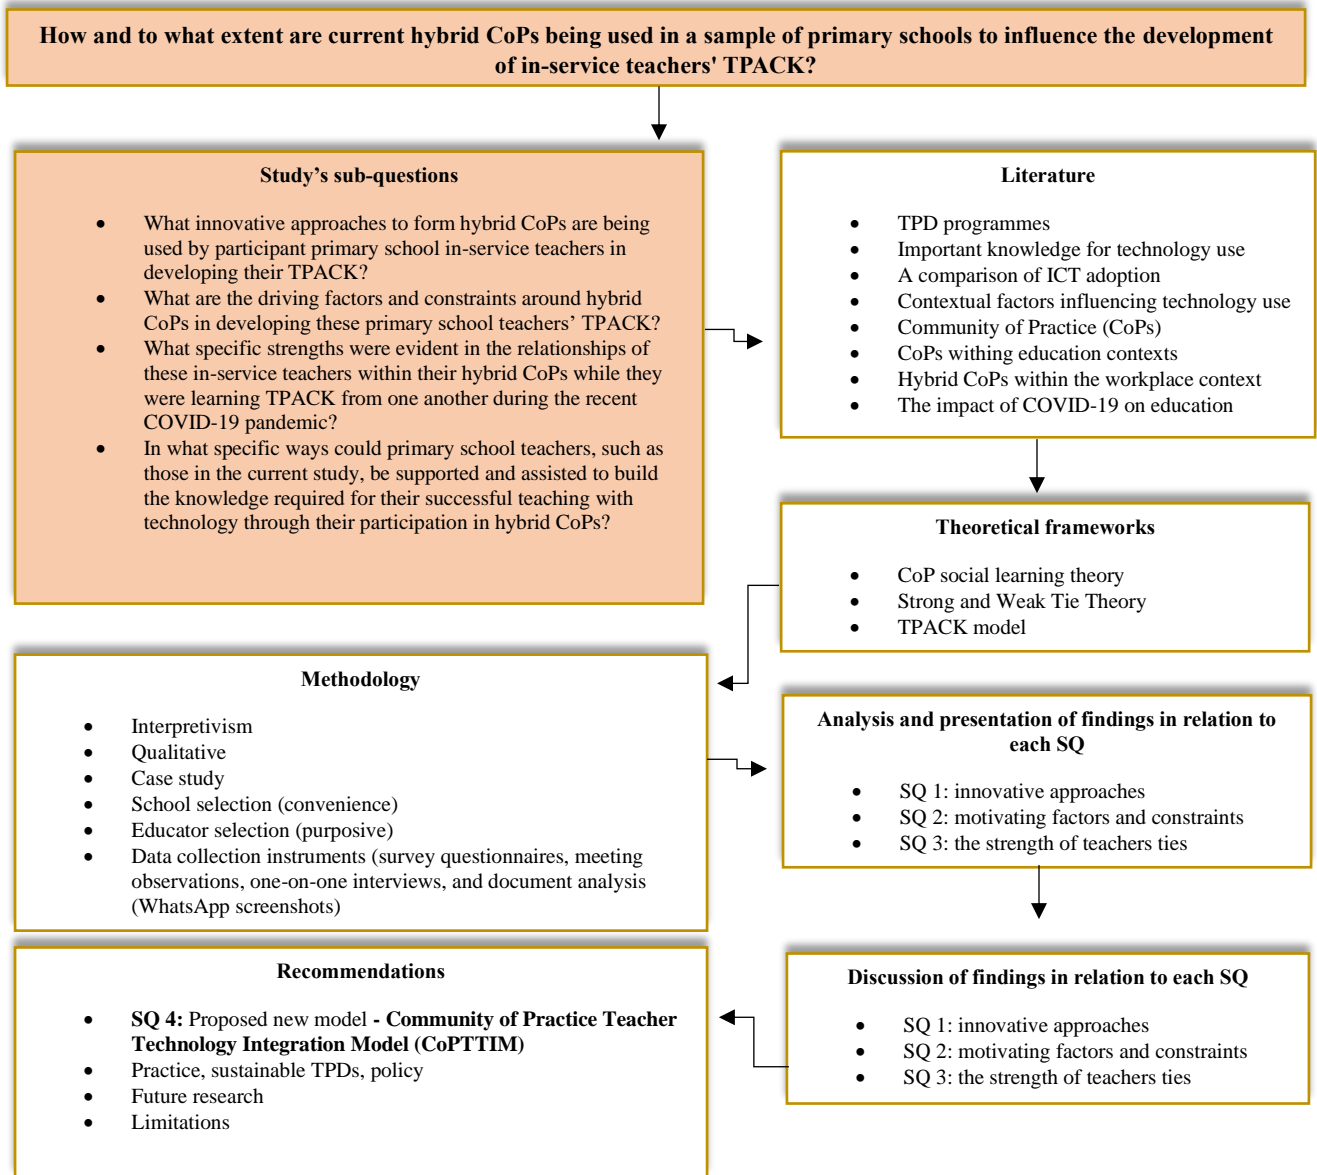 How and to what extent are current hybrid CoPs being used in a sample of primary schools to influence the development
of in-service teachers' TPACK?
Study's sub-questions
• What innovative approaches to form hybrid CoPs are being
used by participant primary school in-service teachers in
developing their TPACK?
• What are the driving factors and constraints around hybrid
CoPs in developing these primary school teachers' TPACK?
• What specific strengths were evident in the relationships of
these in-service teachers within their hybrid CoPs while they
were learning TPACK from one another during the recent
COVID-19 pandemic?
• In what specific ways could primary school teachers, such as
those in the current study, be supported and assisted to build
the knowledge required for their successful teaching with
technology through their participation in hybrid CoPs?
Literature
• TPD programmes
• Important knowledge for technology use
• A comparison of ICT adoption
• Contextual factors influencing technology use
• Community of Practice (CoPs)
• CoPs withing education contexts
• Hybrid CoPs within the workplace context
• The impact of COVID-19 on education
Theoretical frameworks
• CoP social learning theory
• Strong and Weak Tie Theory
• TPACK model
Methodology
• Interpretivism
• Qualitative
• Case study
• School selection (convenience)
• Educator selection (purposive)
• Data collection instruments (survey questionnaires, meeting
observations, one-on-one interviews, and document analysis
(WhatsApp screenshots)
Analysis and presentation of findings in relation to
each SQ
• SQ 1: innovative approaches
• SQ 2: motivating factors and constraints
• SQ 3: the strength of teachers ties
Discussion of findings in relation to each SQ
• SQ 1: innovative approaches
• SQ 2: motivating factors and constraints
• SQ 3: the strength of teachers ties
Recommendations
• SQ 4: Proposed new model - Community of Practice Teacher
Technology Integration Model (CoPTTIM)
• Practice, sustainable TPDs, policy
• Future research
• Limitations